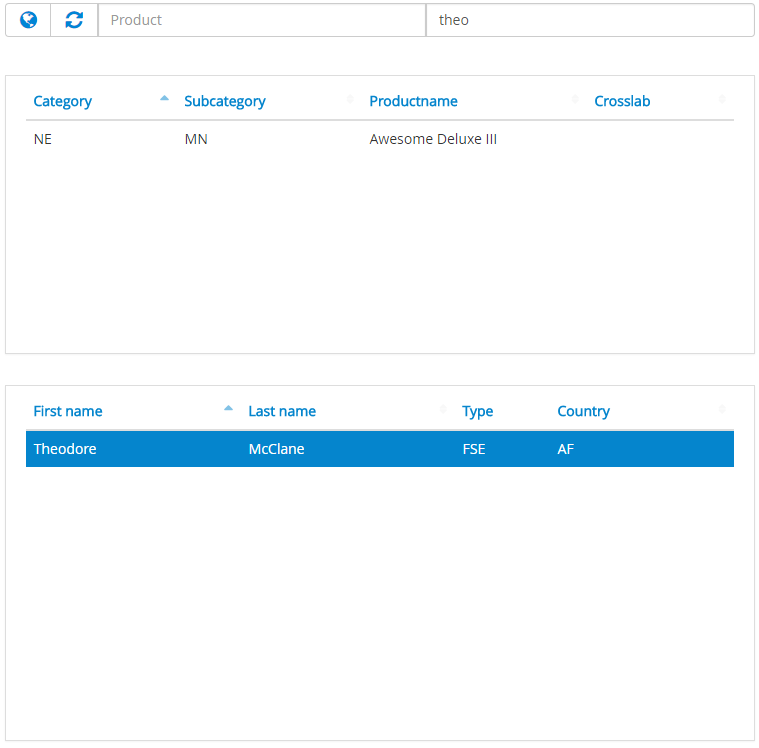 Product theo
Category Subcategory Productname Crosslab
NE MN Awesome Deluxe III
First name Last name Type Country
Theodore McClane FSE AF